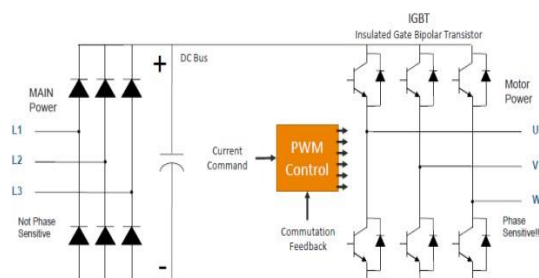 IGBT
Insulated Gate Bipolar Transistor
+
DC Bus
MAIN
Power
Motor
Power
L1
L2
L3
U
V
W
Current
Command
PWM
Control
Commutation
Feedback
Not Phase
Sensitive
Phase
Sensitive!!
-